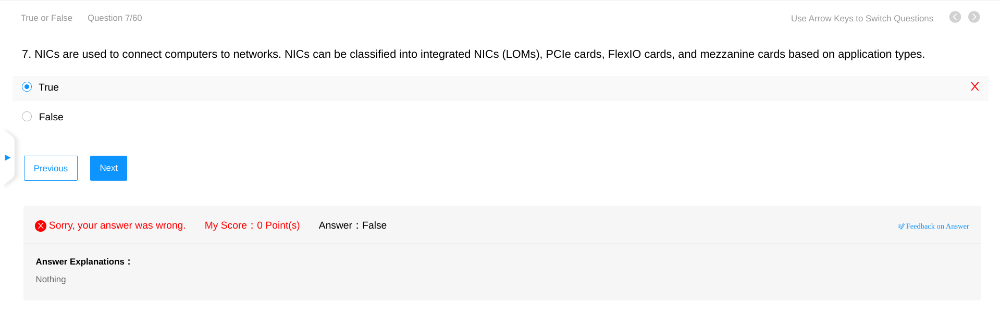 True or False Question 7/60 Use Arrow Keys to Switch Questions
7. NICs are used to connect computers to networks. NICs can be classified into integrated NICs (LOMs), PCIe cards, FlexIO cards, and mezzanine cards based on application types.
True X
False
Previous Next
Sorry, your answer was wrong. My Score：0 Point(s) Answer：False Feedback on Answer
Answer Explanations：
Nothing